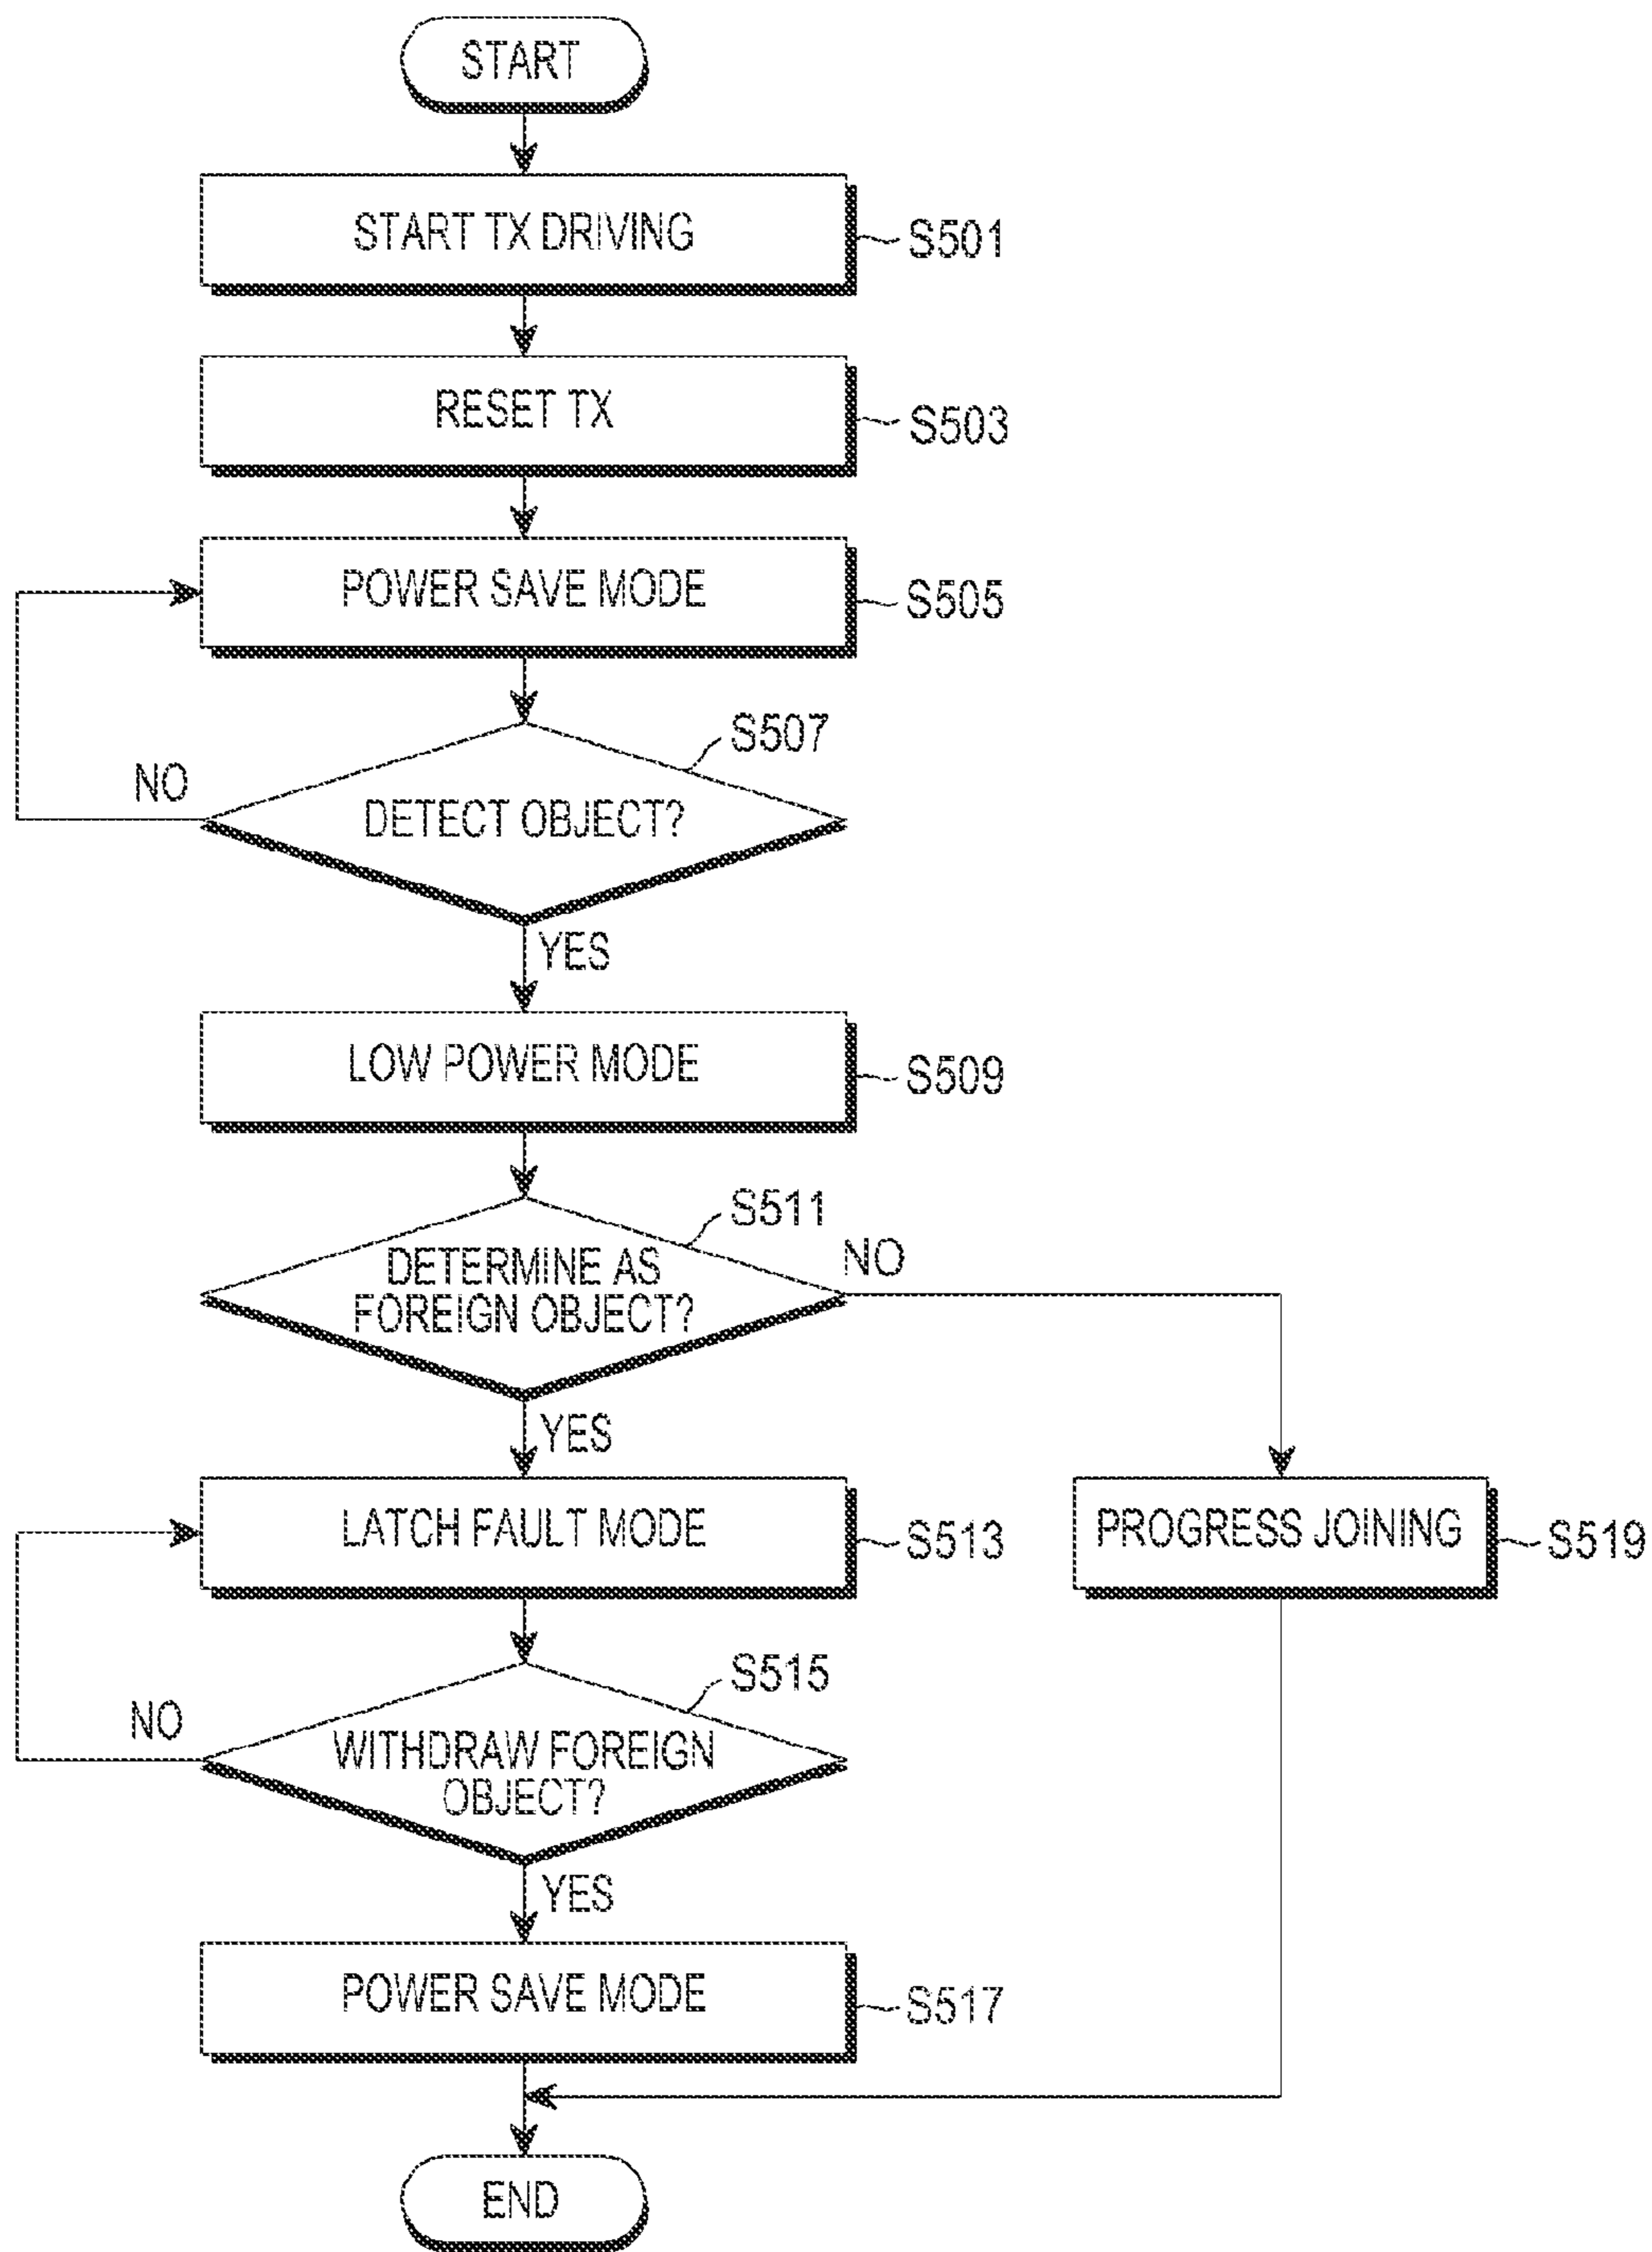 START
START TX DRIVING
S501
RESET TX
S503
POWER SAVE MODE
S505
S507
NO
DETECT OBJECT?
YES
LOW POWER MODE
S509
S511
DETERMINE AS
FOREIGN OBJECT?
NO
YES
LATCH FAULT MODE
S513
PROGRESS JOINING
S519
S515
NO
WITHDRAW FOREIGN
OBJECT?
YES
POWER SAVE MODE
S517
END